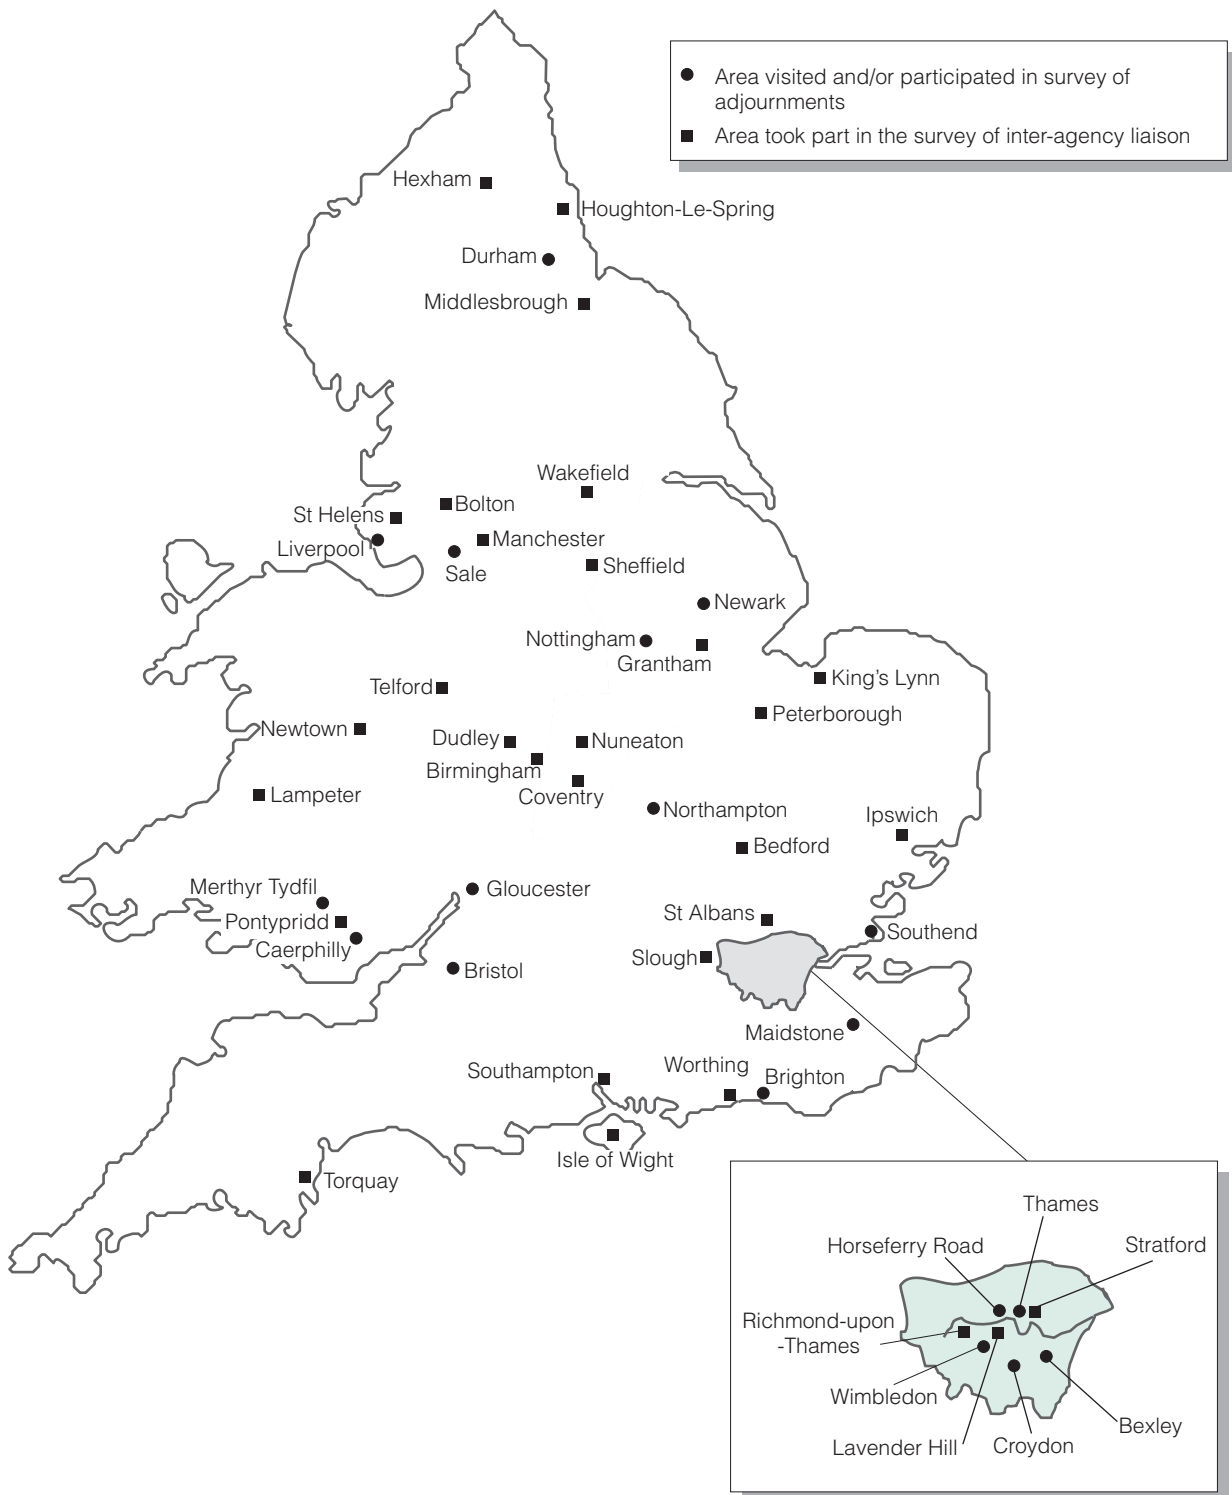 Area visited and/or participated in survey of
adjournments
Area took part in the survey of inter-agency liaison
Hexham
Houghton-Le-Spring
Durham
Middlesbrough
Wakefield
Bolton
St Helens
Manchester
Liverpool
Sale
Sheffield
Newark
Nottingham
Grantham
King's Lynn
Telford
Peterborough
Newtown
Dudley
Nuneaton
Birmingham
Coventry
Lampeter
Northampton
Ipswich
Bedford
Merthyr Tydfil
Gloucester
St Albans
Pontypridd
Southend
Caerphilly
Slough
Bristol
Maidstone
Southampton
Worthing
Brighton
Isle of Wight
Torquay
Thames
Horseferry Road
Stratford
Richmond-upon
-Thames
Wimbledon
Bexley
Lavender Hill
Croydon